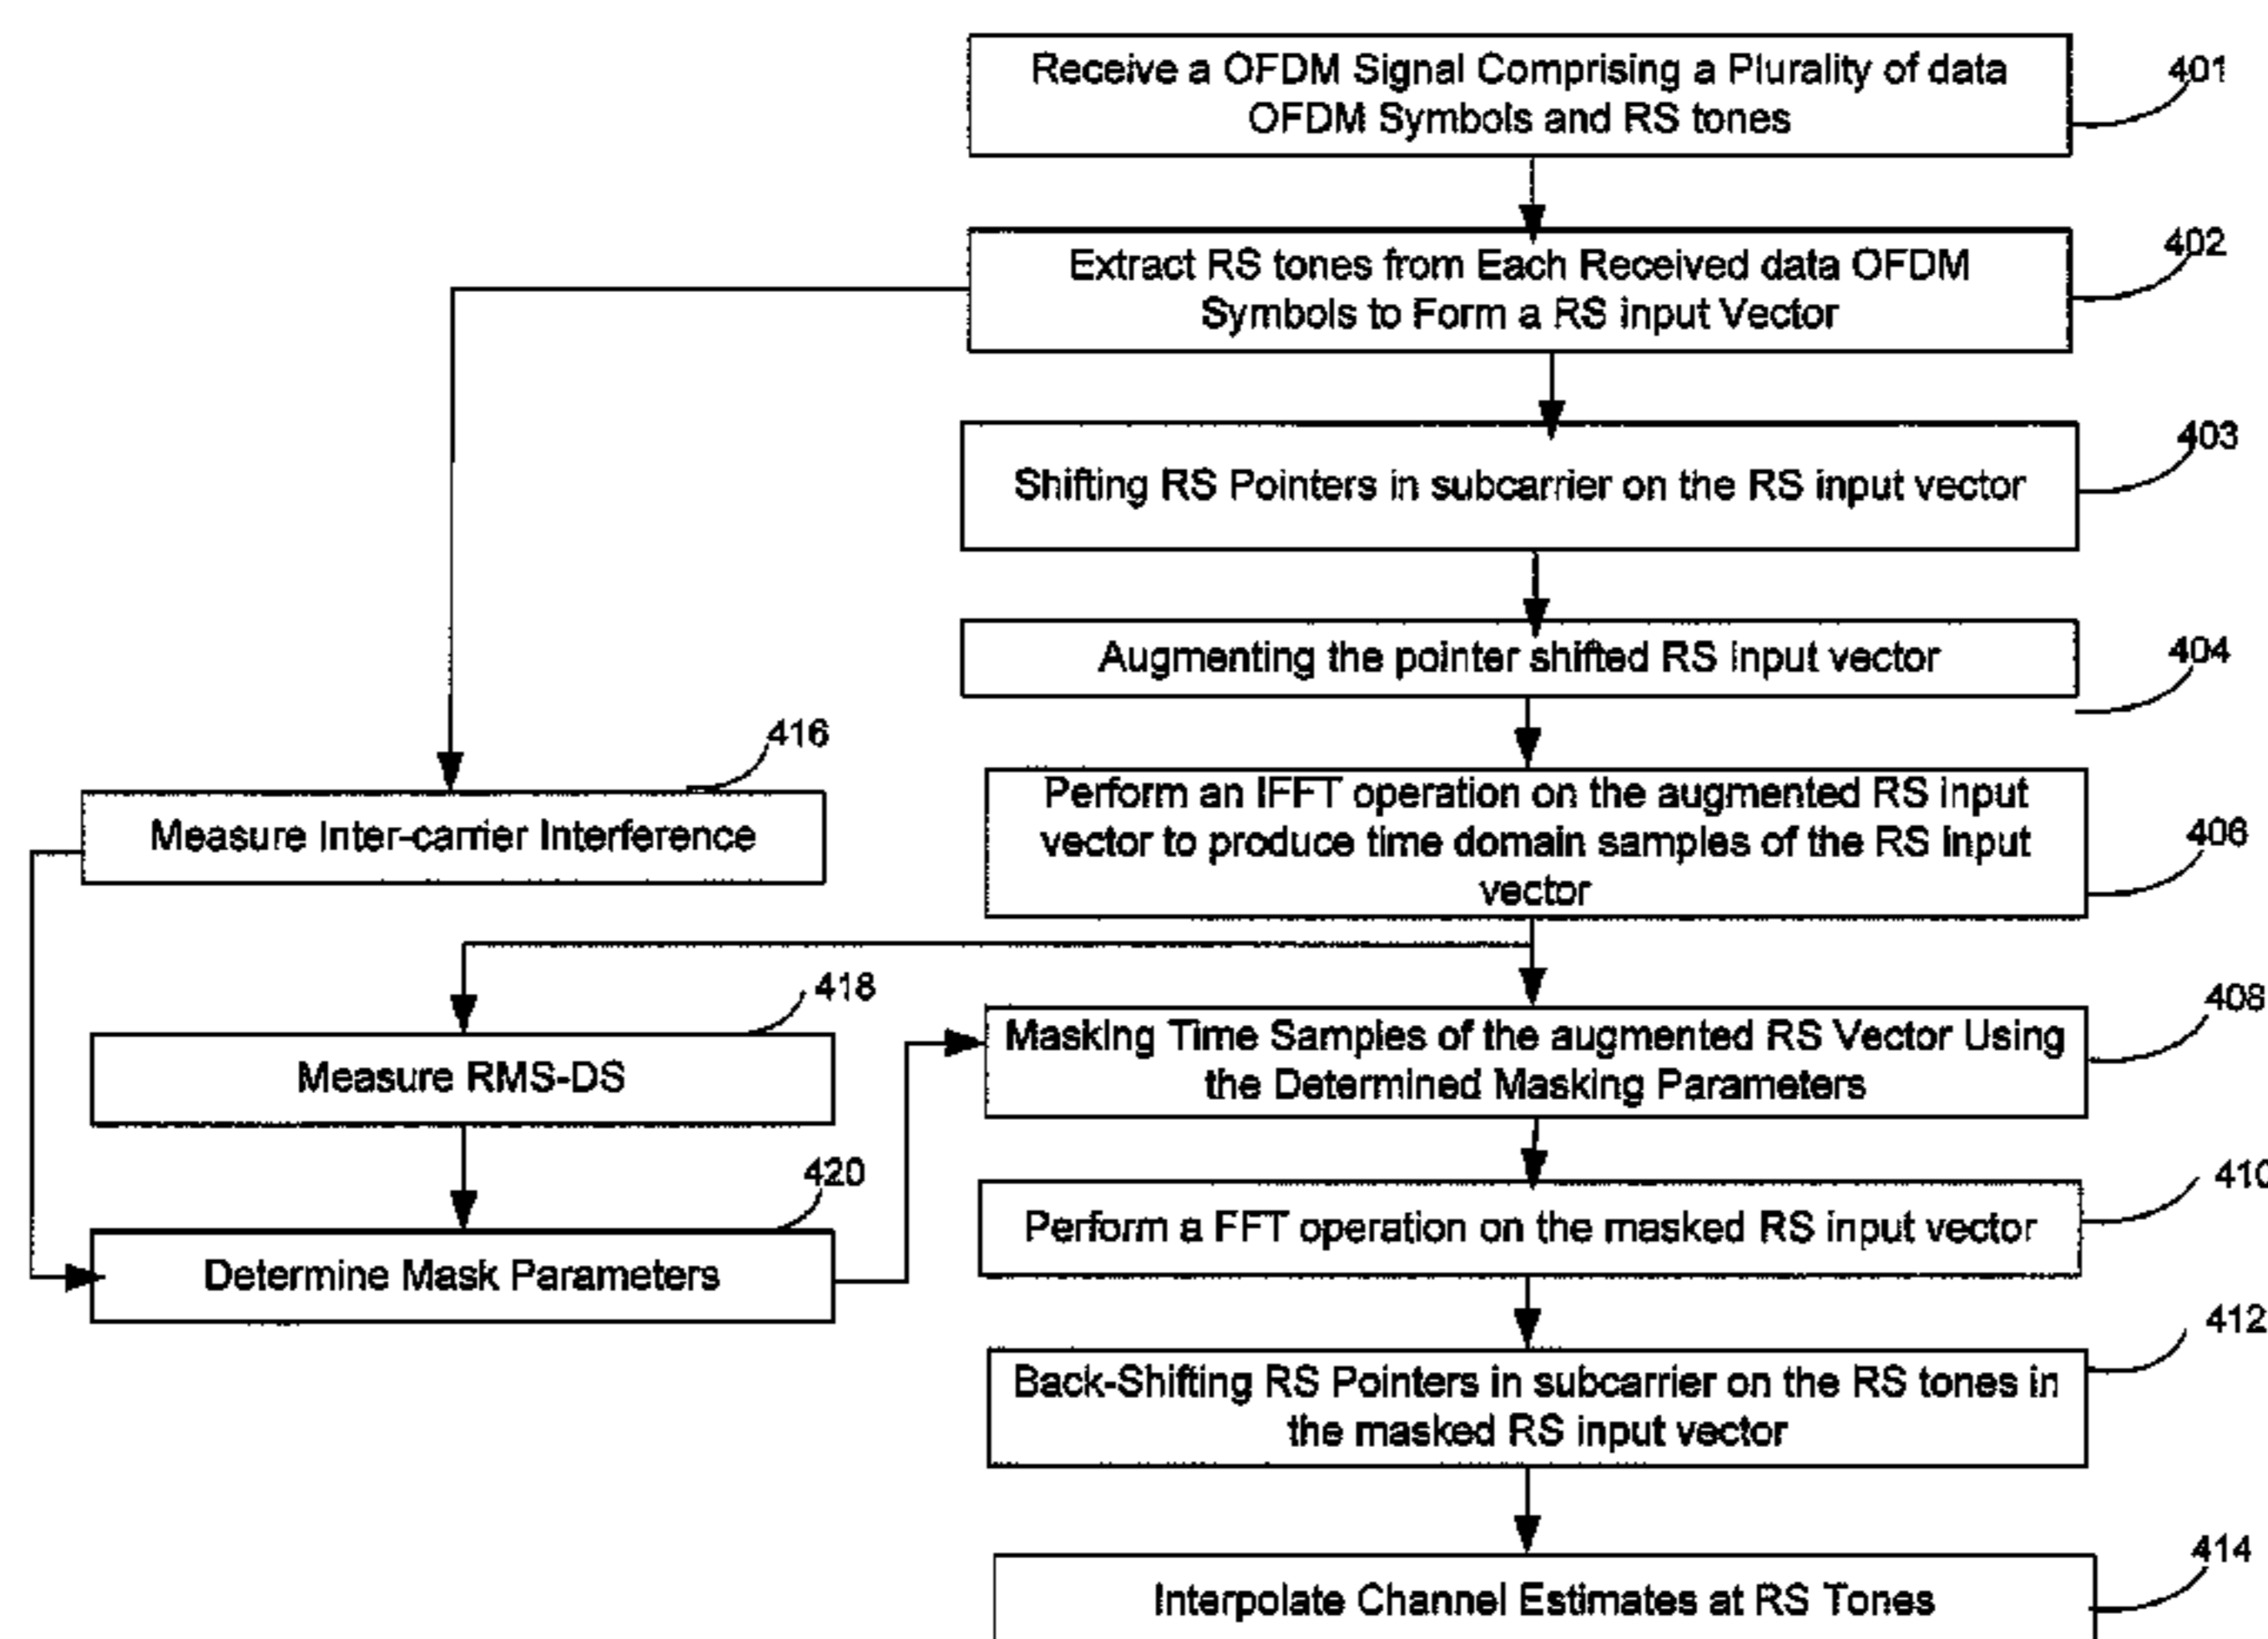 Receive a OFDM Signal Comprising a Plurality of data
OFDM Symbols and RS tones
401
Extract RS tones from Each Received data OFDM
Symbols to Form a RS input Vector
402
Shifting RS Pointers in subcarrier on the RS input vector
403
Augmenting the pointer shifted RS input vector
404
416
Measure Inter-carrier Interference
Perform an IFFT operation on the augmented RS input
vector to produce time domain samples of the RS input
vector
406
418
Measure RMS-DS
Masking Time Samples of the augmented RS Vector Using
the Determined Masking Parameters
408
420
Determine Mask Parameters
Perform a FFT operation on the masked RS input vector
410
Back-Shifting RS Pointers in subcarrier on the RS tones in
the masked RS input vector
412
Interpolate Channel Estimates at RS Tones
414